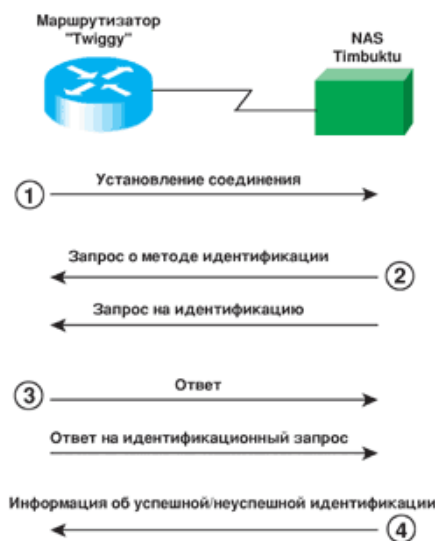 Маршрутизатор
"Twiggy"
NAS
Timbuktu
1
Установление соединения
Запрос о методе идентификации
2
Запрос на идентификацию
3
Ответ
Ответ на идентификационный запрос
Информация об успешной/неуспешной идентификации
4